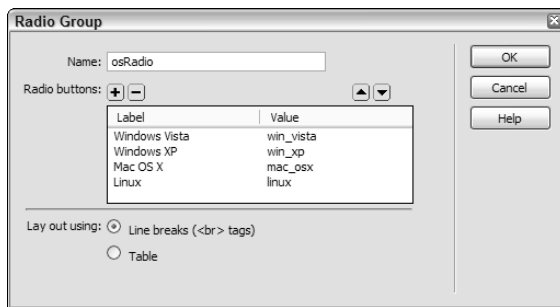 Radio Group
Name: osRadio
OK
Radio buttons:
Cancel
Label Value
Help
Windows Vista win_vista
Windows XP win_xp
Mac OS X mac_osx
Linux linux
Lay out using: Line breaks (<br> tags)
Table